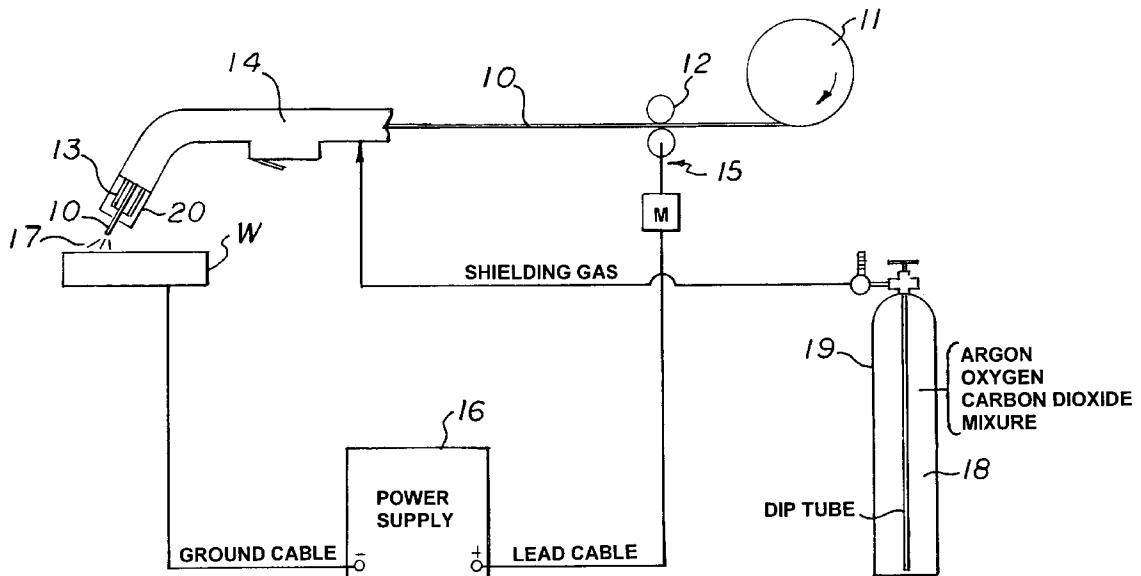 11
12
14
10
13
15
10
20
M
17
W
SHIELDING GAS
19
ARGON
OXYGEN
CARBON DIOXIDE
MIXURE
16
18
POWER
SUPPLY
DIP TUBE
GROUND CABLE
−
+
LEAD CABLE